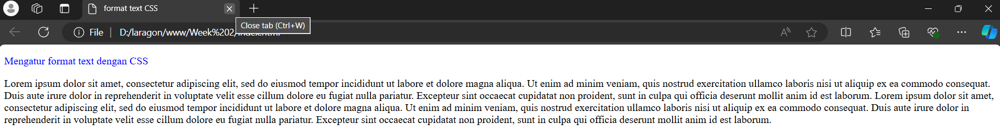 format text CSS
Close tab (Ctrl+W)
File
D:/laragon/www/Week%202/index.html
Mengatur format text dengan CSS
Lorem ipsum dolor sit amet, consectetur adipiscing elit, sed do eiusmod tempor incididunt ut labore et dolore magna aliqua. Ut enim ad minim veniam, quis nostrud exercitation ullamco laboris nisi ut aliquip ex ea commodo consequat.
Duis aute irure dolor in reprehenderit in voluptate velit esse cillum dolore eu fugiat nulla pariatur. Excepteur sint occaecat cupidatat non proident, sunt in culpa qui officia deserunt mollit anim id est laborum. Lorem ipsum dolor sit amet,
consectetur adipiscing elit, sed do eiusmod tempor incididunt ut labore et dolore magna aliqua. Ut enim ad minim veniam, quis nostrud exercitation ullamco laboris nisi ut aliquip ex ea commodo consequat. Duis aute irure dolor in
reprehenderit in voluptate velit esse cillum dolore eu fugiat nulla pariatur. Excepteur sint occaecat cupidatat non proident, sunt in culpa qui officia deserunt mollit anim id est laborum.